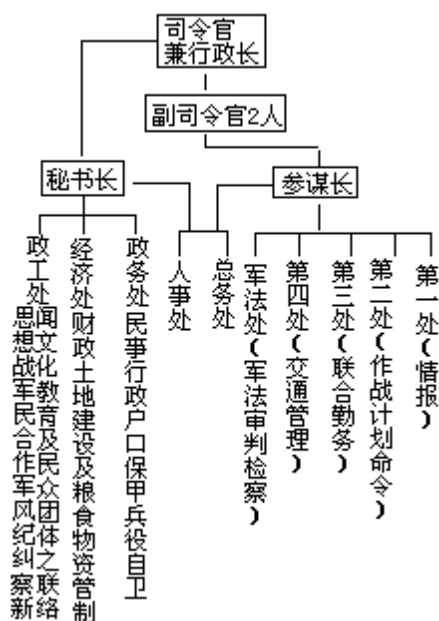 司令官
兼行政长
副司令官2人
秘书长
参谋长
政工处
思想战军民合作军风纪纠察新
闻文化教育及民众团体之联络
经济处财政土地建设及粮食物资管制
政务处民事行政户口保甲兵役自卫
人事处
总务处
军法处(军法审判检察)
第四处(交通管理)
第三处(联合勤务)
第二处(作战计划命令)
第一处(情报)